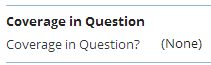 Coverage in Question
Coverage in Question? (None)